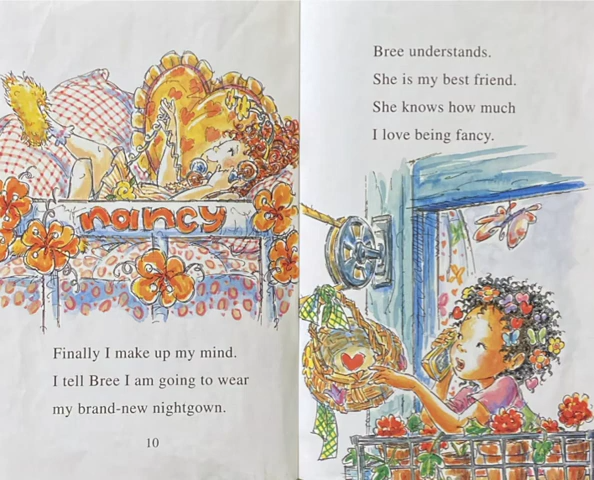 nancy
Finally I make up my mind.
I tell Bree I am going to wear
my brand-new nightgown.
10
Bree understands.
She is my best friend.
She knows how much
I love being fancy.